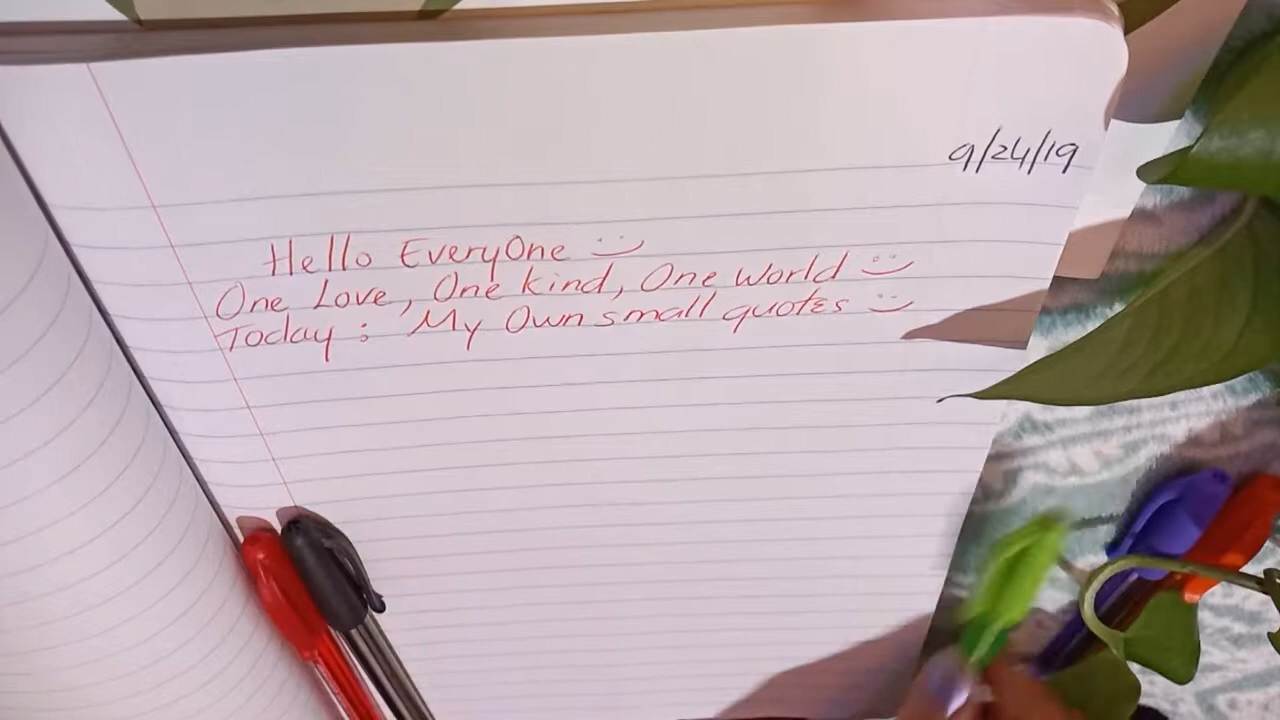 9/24/19
Hello EveryOne :)
One Love, One kind, One World :)
Today : My Own small quotes :)